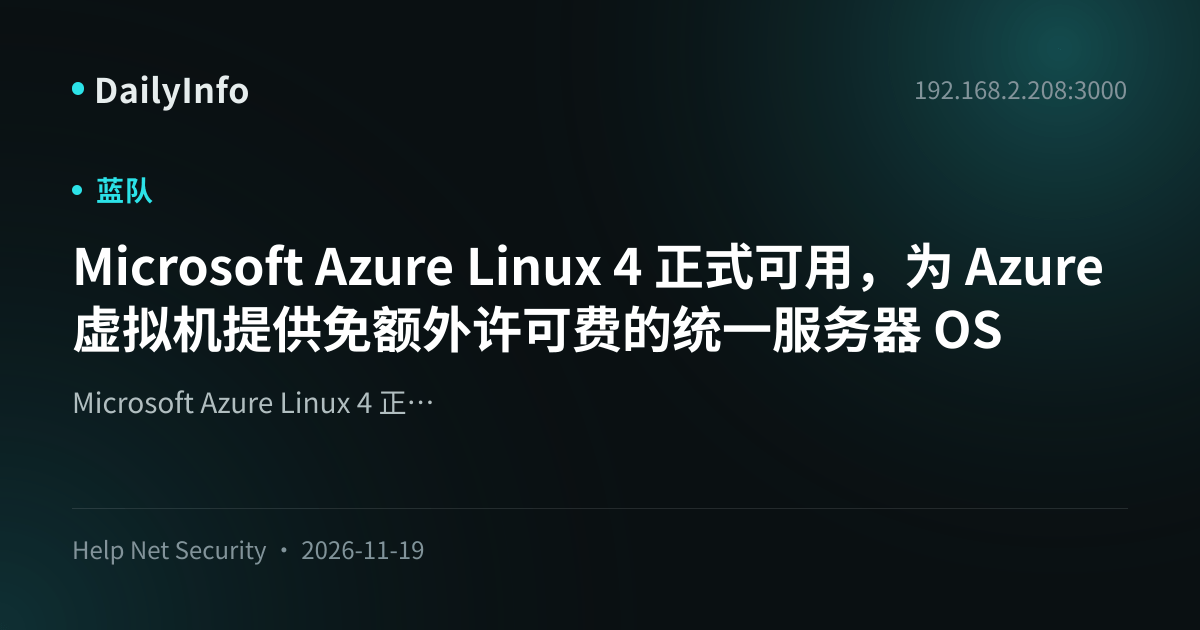 DailyInfo
192.168.2.208:3000
蓝队
Microsoft Azure Linux 4 正式可用，为 Azure
虚拟机提供免额外许可费的统一服务器 OS
Microsoft Azure Linux 4 正…
Help Net Security · 2026-11-19